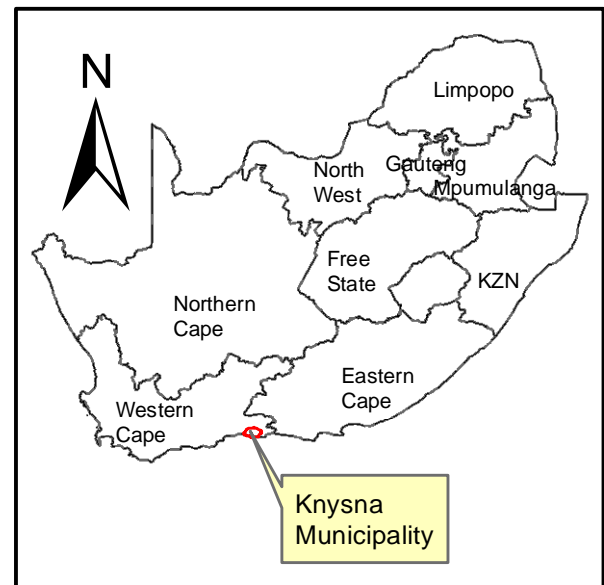 N
Limpopo
Gauteng
North
West
Mpumulanga
Free
State
KZN
Northern
Cape
Eastern
Cape
Western
Cape
Knysna
Municipality